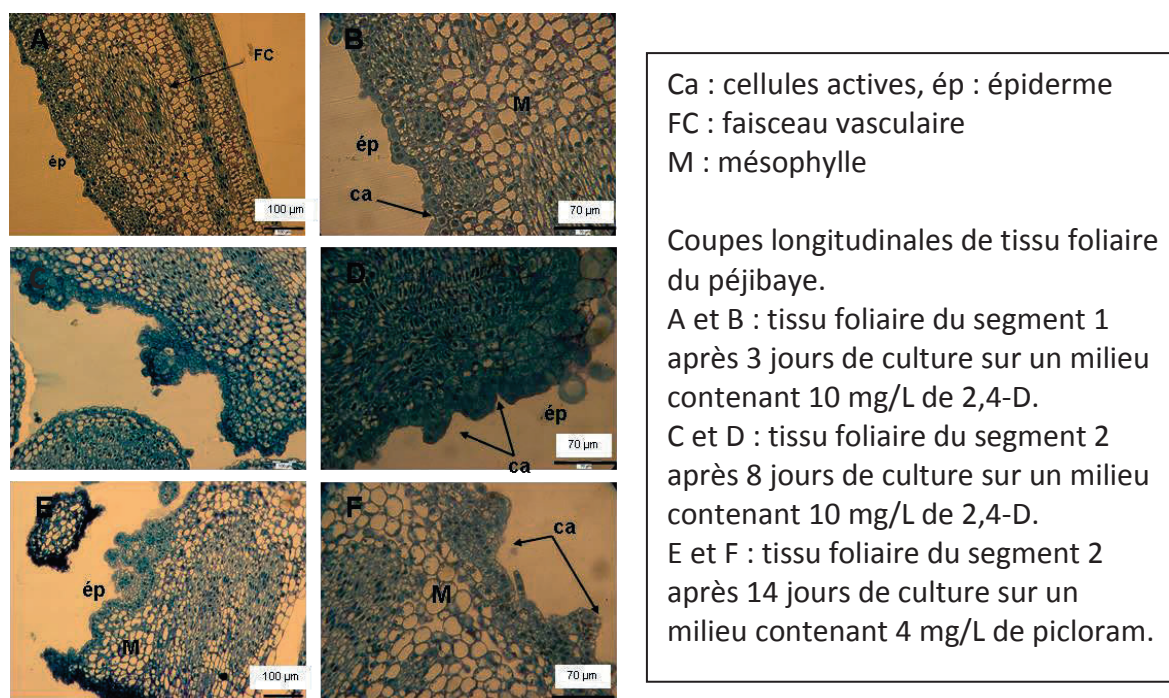 A
FC
ép
100 µm
B
M
ép
ca
70 µm
C
D
ép
ca
70 µm
E
ép
M
100 µm
F
ca
M
70 µm
Ca : cellules actives, ép : épiderme
FC : faisceau vasculaire
M : mésophylle
Coupes longitudinales de tissu foliaire
du péjibaye.
A et B : tissu foliaire du segment 1
après 3 jours de culture sur un milieu
contenant 10 mg/L de 2,4-D.
C et D : tissu foliaire du segment 2
après 8 jours de culture sur un milieu
contenant 10 mg/L de 2,4-D.
E et F : tissu foliaire du segment 2
après 14 jours de culture sur un
milieu contenant 4 mg/L de picloram.